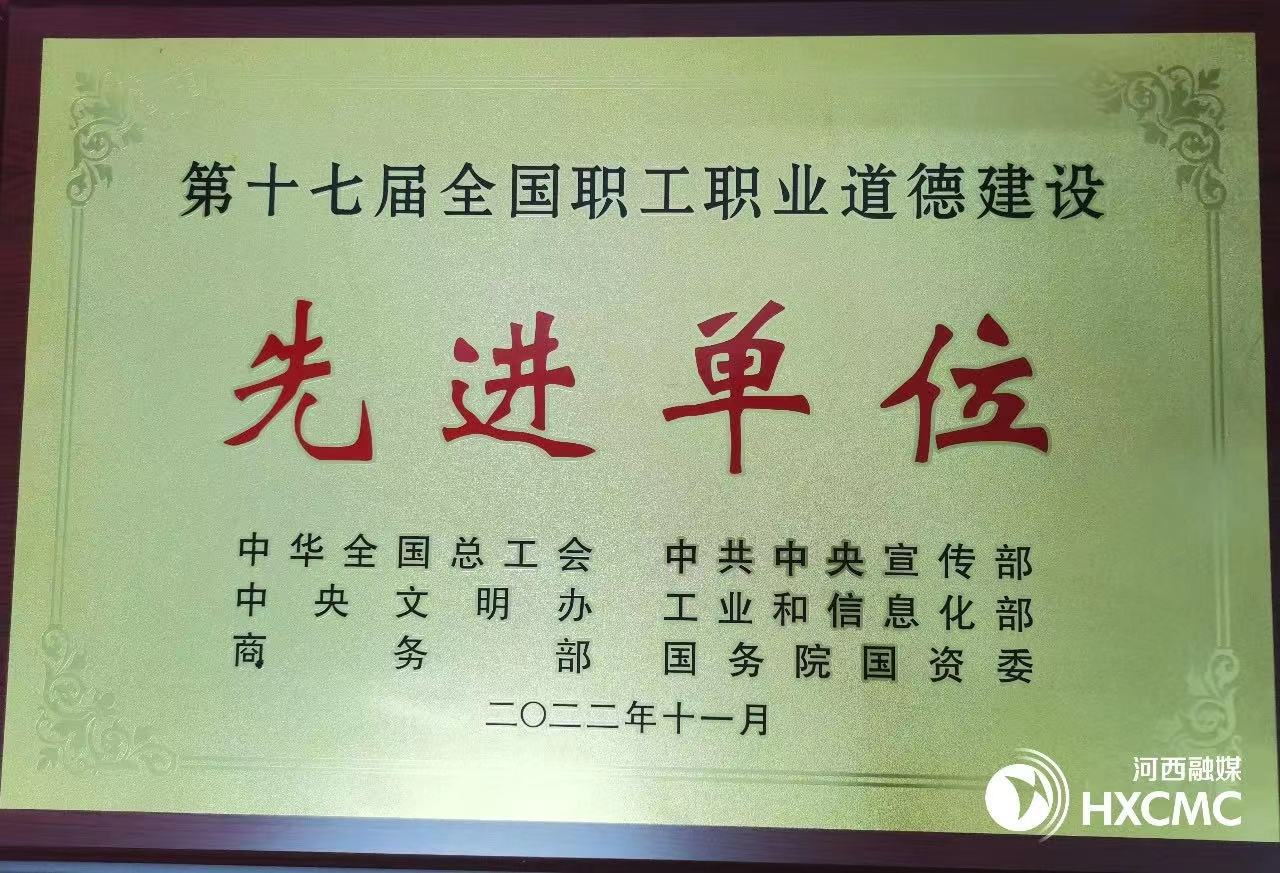 第十七届全国职工职业道德建设
先进单位
中华全国总工会 中共中央宣传部
中央文明办 工业和信息化部
商务部 国务院国资委
二〇二二年十一月
河西融媒
HXCMC